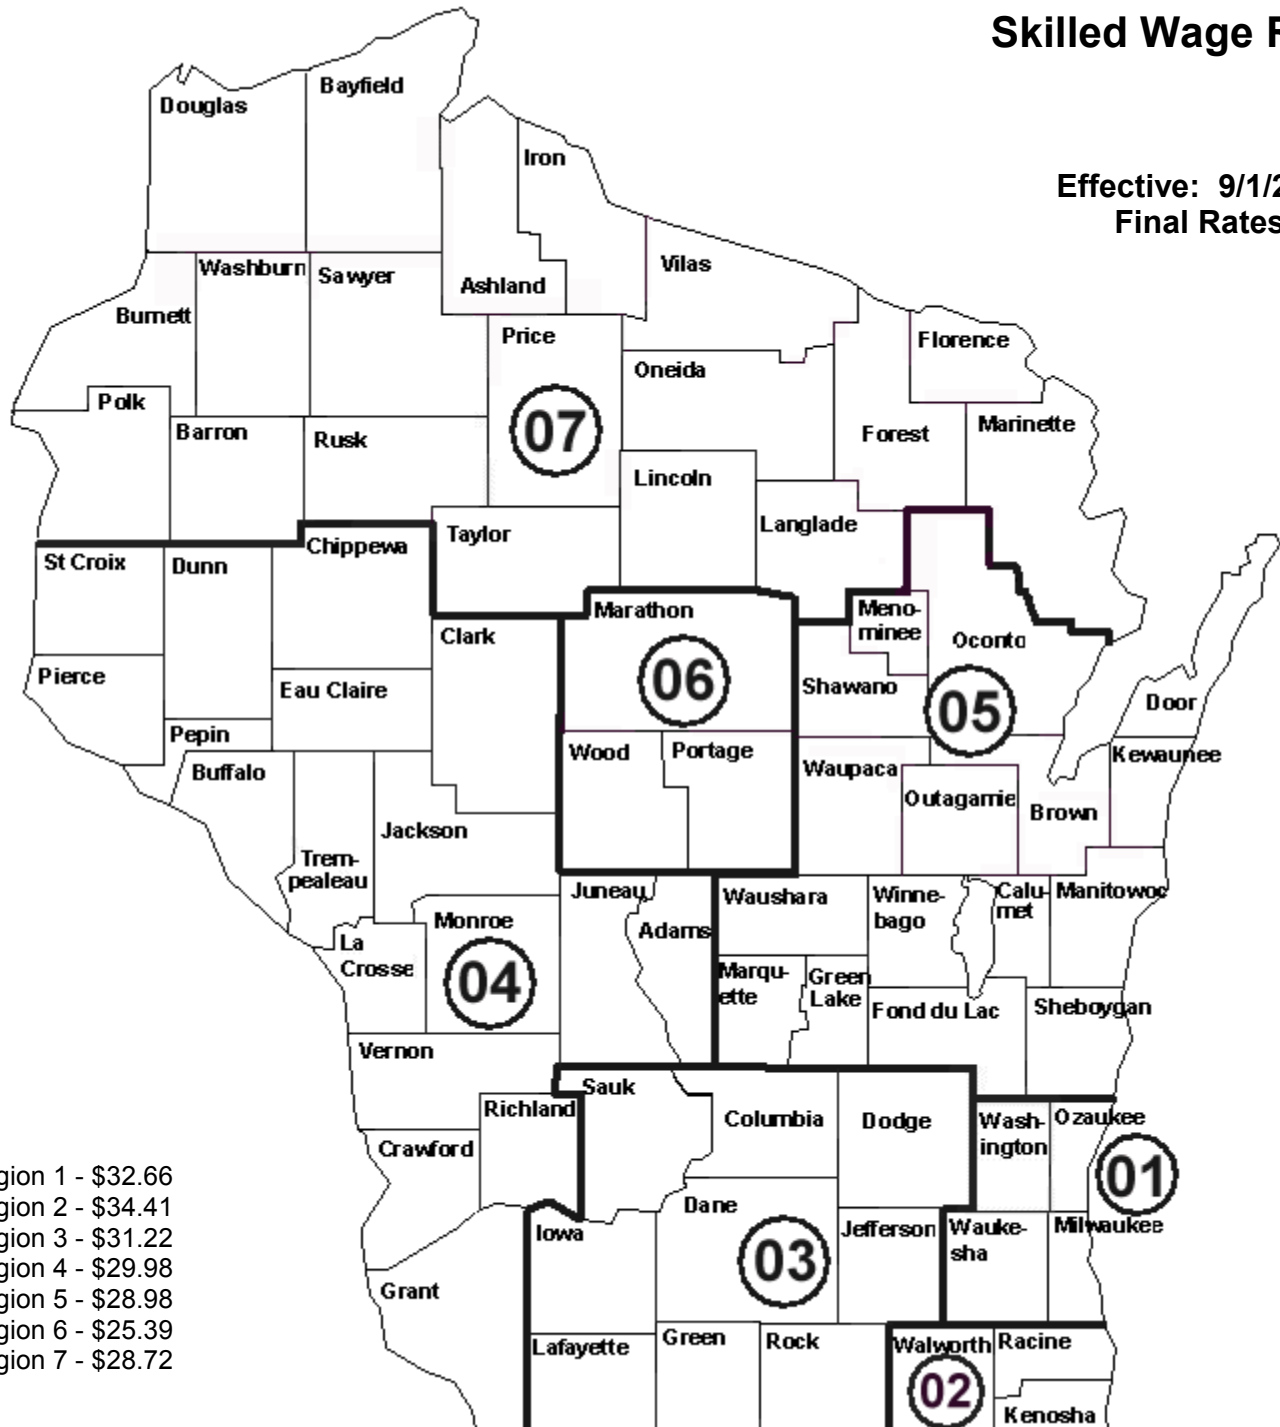 Skilled Wage R
Effective: 9/1/2
Final Rates
Douglas
Bayfield
Iron
Ashland
Vilas
Washburn
Sawyer
Burnett
Price
Oneida
Florence
Polk
Barron
Rusk
07
Forest
Marinette
Lincoln
Langlade
Taylor
Chippewa
St Croix
Dunn
Marathon
Meno-
minee
Oconto
Clark
06
Pierce
Eau Claire
Shawano
05
Door
Pepin
Buffalo
Wood
Portage
Waupaca
Kewaunee
Outagamie
Brown
Jackson
Trem-
pealeau
Juneau
Adams
Waushara
Winne-
bago
Calu-
met
Manitowoc
Monroe
La
Crosse
04
Marqu-
ette
Green
Lake
Fond du Lac
Sheboygan
Vernon
Sauk
Richland
Columbia
Dodge
Wash-
ington
Ozaukee
Crawford
01
Dane
Iowa
Jefferson
Wauke-
sha
Milwaukee
03
Grant
Lafayette
Green
Rock
Walworth
Racine
02
Kenosha
gion 1 - $32.66
gion 2 - $34.41
gion 3 - $31.22
gion 4 - $29.98
gion 5 - $28.98
gion 6 - $25.39
gion 7 - $28.72